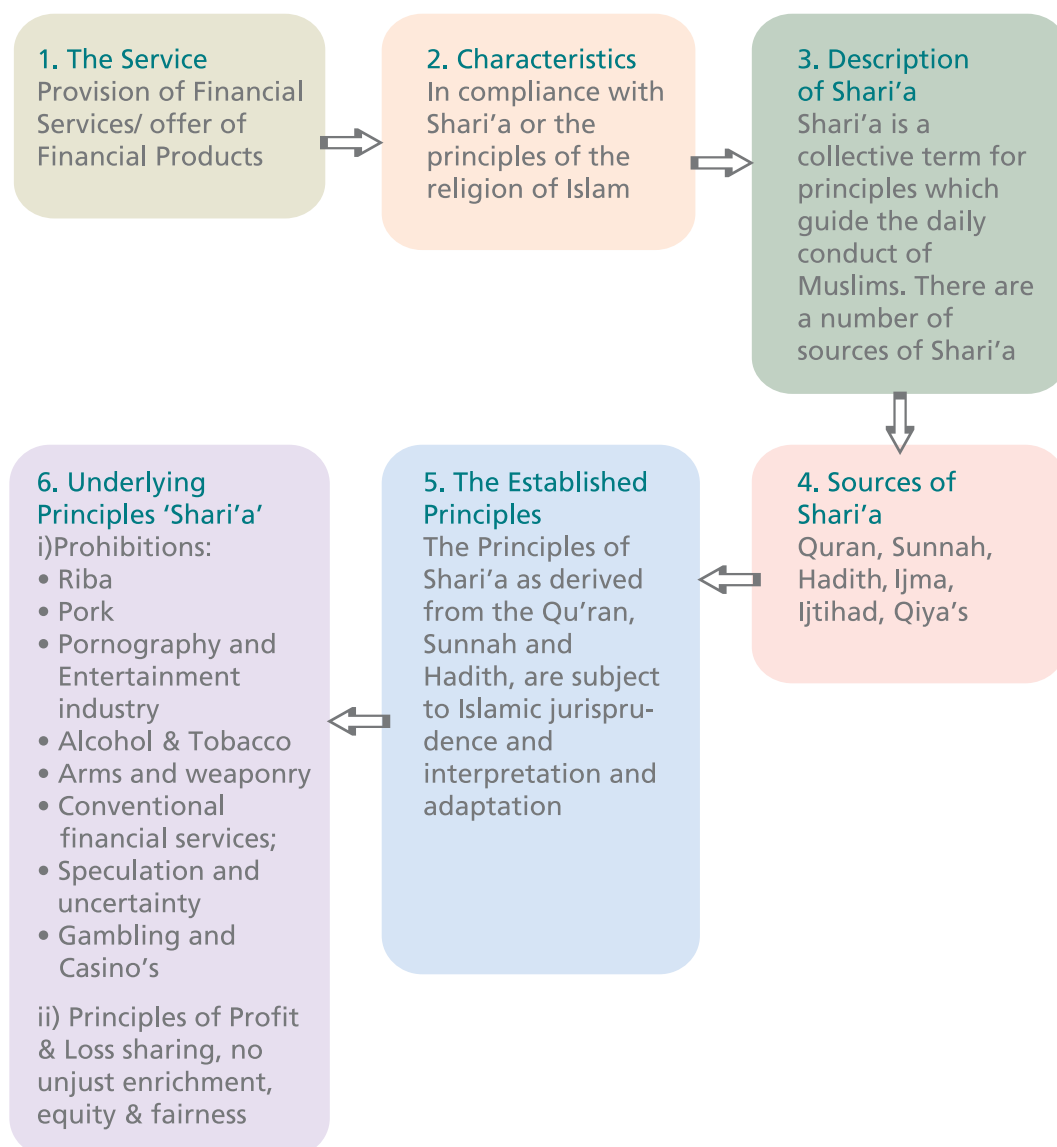 1. The Service
Provision of Financial
Services/ offer of
Financial Products
2. Characteristics
In compliance with
Shari’a or the
principles of the
religion of Islam
3. Description
of Shari’a
Shari’a is a
collective term for
principles which
guide the daily
conduct of
Muslims. There are
a number of
sources of Shari’a
4. Sources of
Shari’a
Quran, Sunnah,
Hadith, Ijma,
Ijtihad, Qiya’s
5. The Established
Principles
The Principles of
Shari’a as derived
from the Qu’ran,
Sunnah and
Hadith, are subject
to Islamic jurispru-
dence and
interpretation and
adaptation
6. Underlying
Principles ‘Shari’a’
i)Prohibitions:
• Riba
• Pork
• Pornography and
Entertainment
industry
• Alcohol & Tobacco
• Arms and weaponry
• Conventional
financial services;
• Speculation and
uncertainty
• Gambling and
Casino’s
ii) Principles of Profit
& Loss sharing, no
unjust enrichment,
equity & fairness